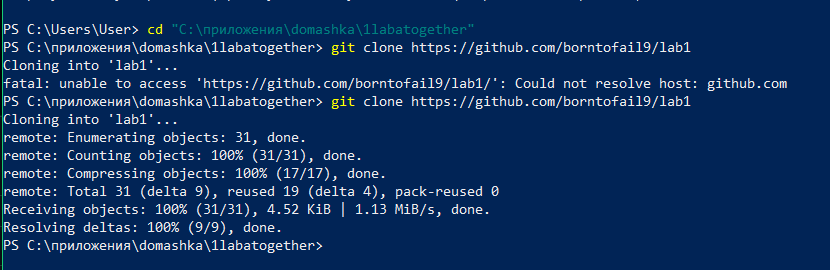 PS C:\Users\User> cd "C:\приложения\domashka\1labatogether"
PS C:\приложения\domashka\1labatogether> git clone https://github.com/borntofail9/lab1
Cloning into 'lab1'...
fatal: unable to access 'https://github.com/borntofail9/lab1/': Could not resolve host: github.com
PS C:\приложения\domashka\1labatogether> git clone https://github.com/borntofail9/lab1
Cloning into 'lab1'...
remote: Enumerating objects: 31, done.
remote: Counting objects: 100% (31/31), done.
remote: Compressing objects: 100% (17/17), done.
remote: Total 31 (delta 9), reused 19 (delta 4), pack-reused 0
Receiving objects: 100% (31/31), 4.52 KiB | 1.13 MiB/s, done.
Resolving deltas: 100% (9/9), done.
PS C:\приложения\domashka\1labatogether>